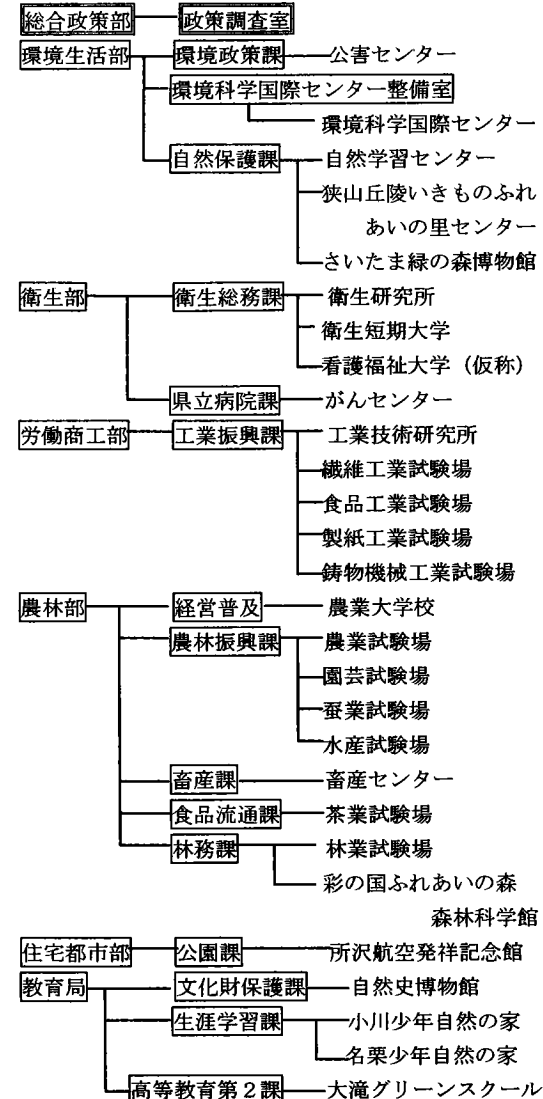 総合政策部 政策調査室
環境生活部 環境政策課 公害センター
環境科学国際センター整備室
環境科学国際センター
自然保護課 自然学習センター
狭山丘陵いきものふれ
あいの里センター
さいたま緑の森博物館
衛生部 衛生総務課 衛生研究所
衛生短期大学
看護福祉大学（仮称）
県立病院課 がんセンター
労働商工部 工業振興課 工業技術研究所
繊維工業試験場
食品工業試験場
製紙工業試験場
鋳物機械工業試験場
農林部 経営普及 農業大学校
農林振興課 農業試験場
園芸試験場
蚕業試験場
水産試験場
畜産課 畜産センター
食品流通課 茶業試験場
林務課 林業試験場
彩の国ふれあいの森
森林科学館
住宅都市部 公園課 所沢航空発祥記念館
教育局 文化財保護課 自然史博物館
生涯学習課 小川少年自然の家
名栗少年自然の家
高等教育第２課 大滝グリーンスクール